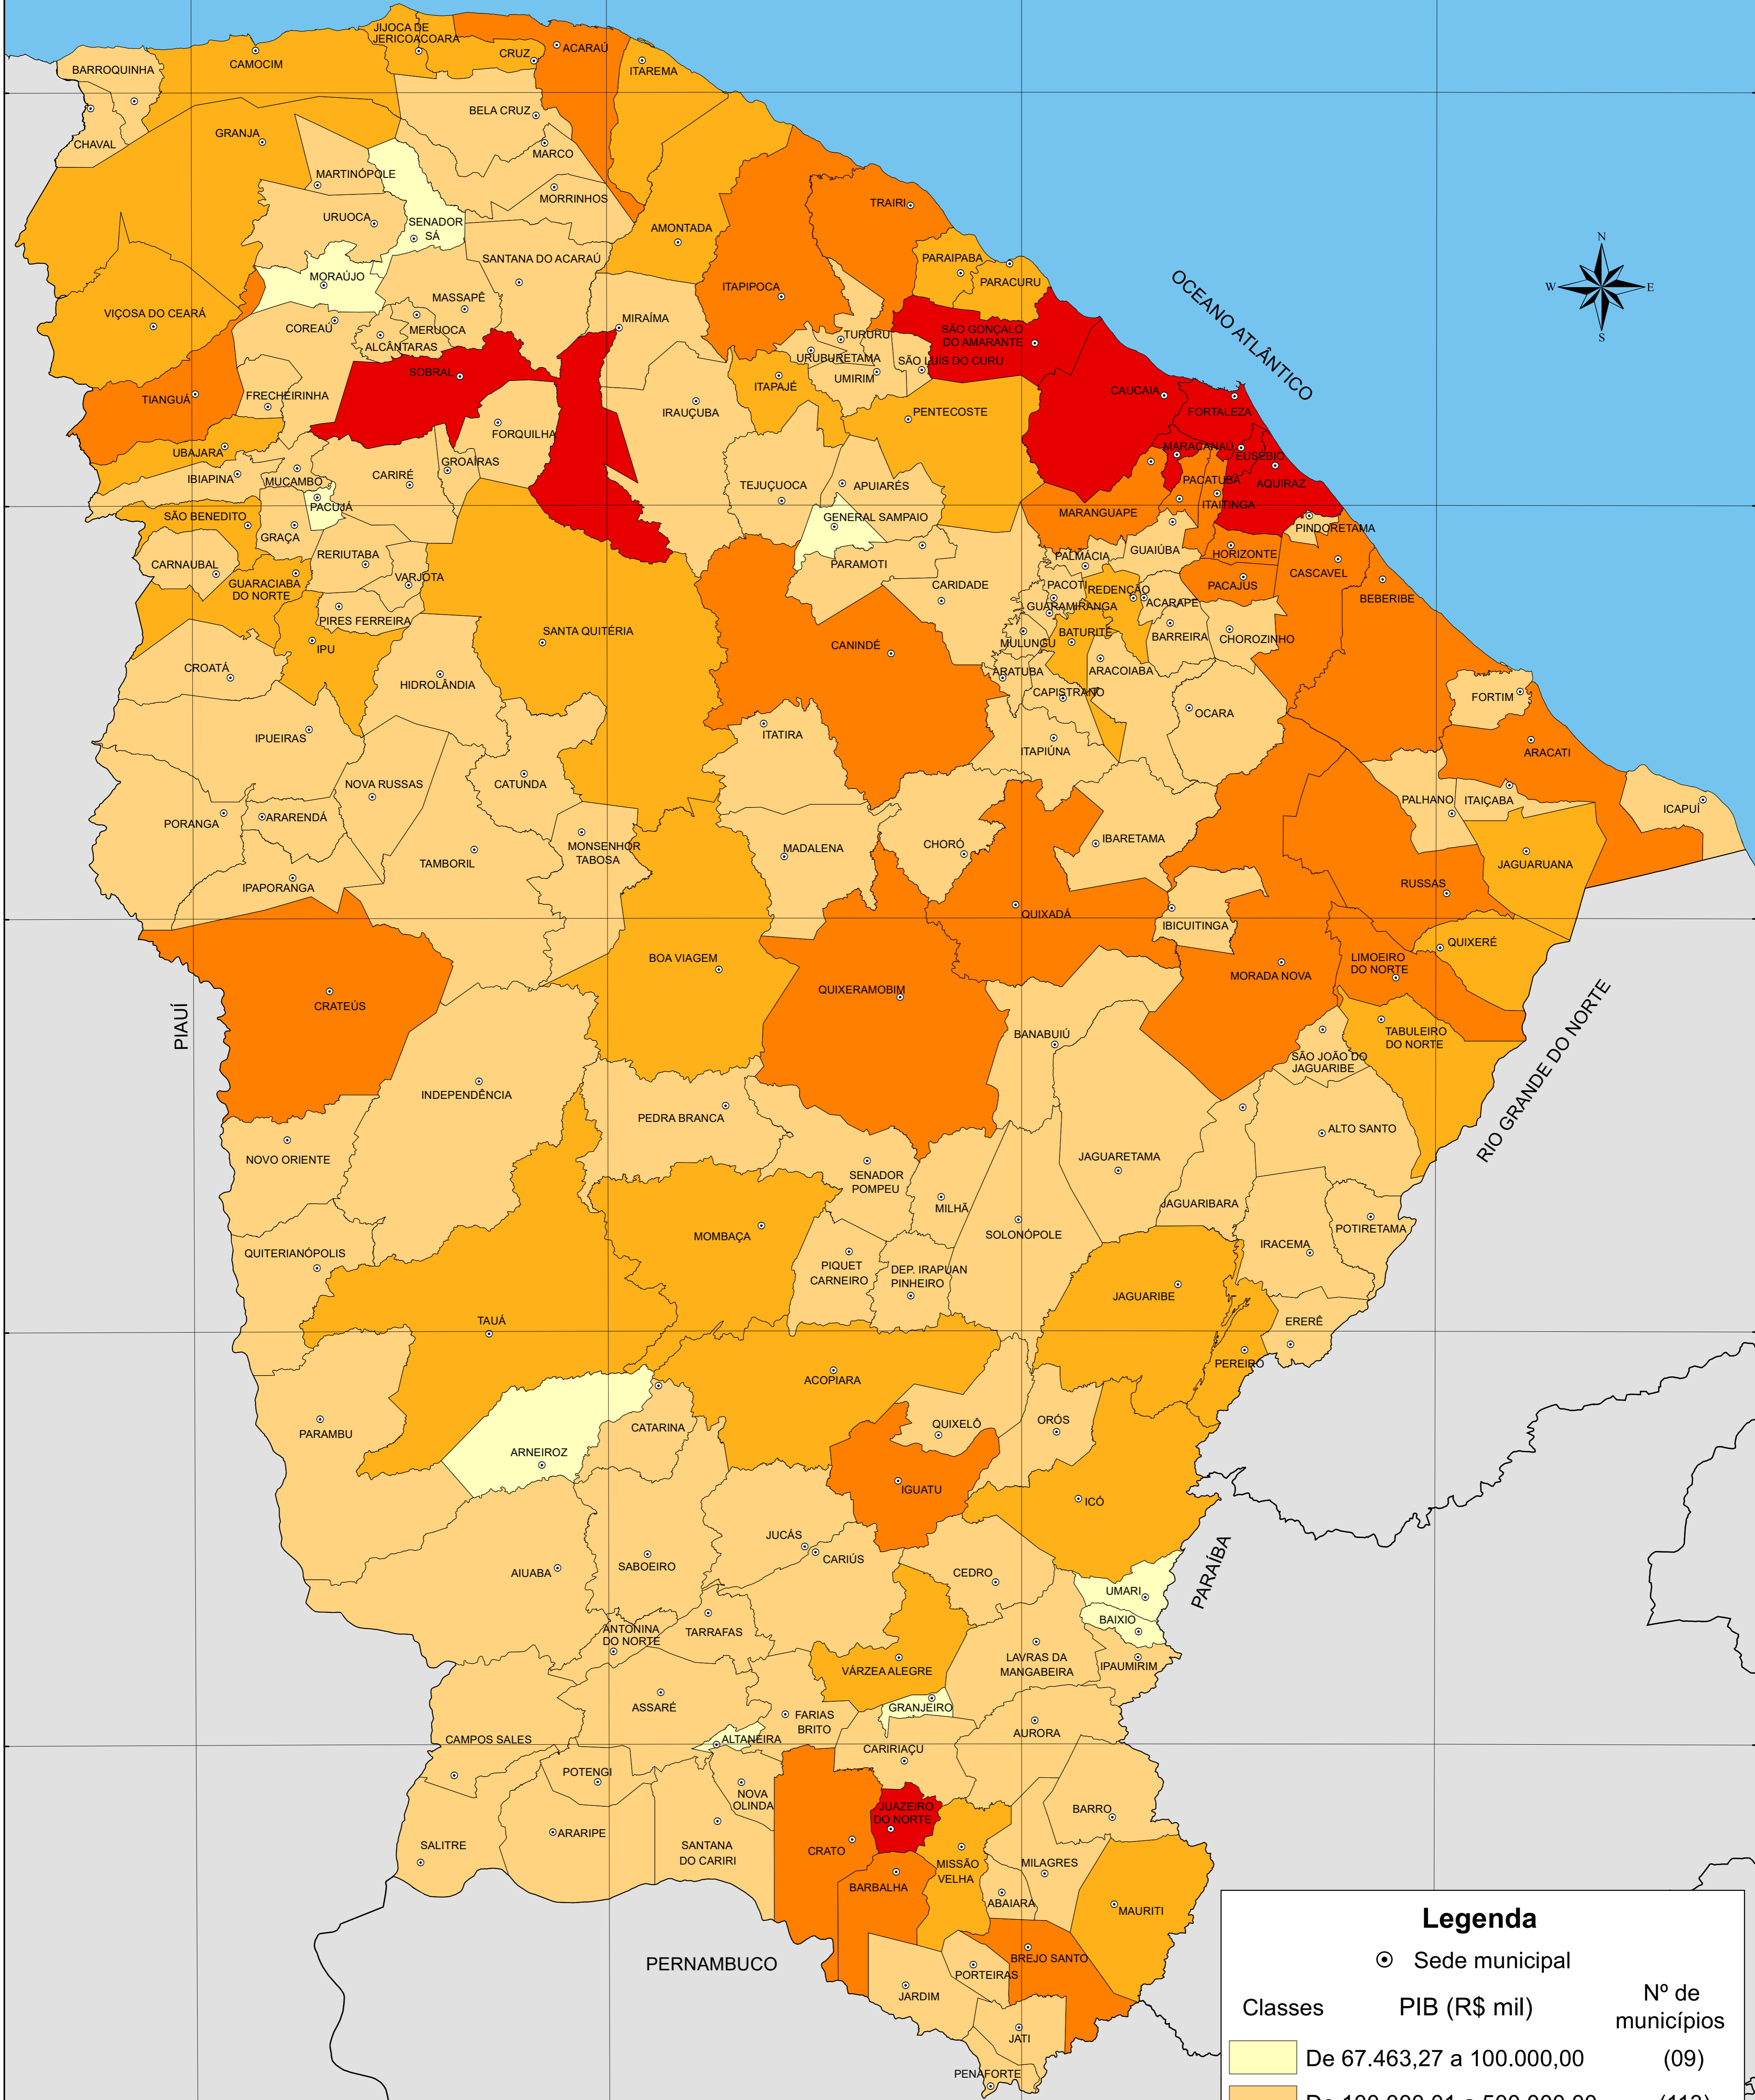 JIJOCA DE
JERICOACOARA
CRUZ
ACARAÚ
ITAREMA
CAMOCIM
BARROQUINHA
CHAVAL
BELA CRUZ
GRANJA
MARCO
MARTINÓPOLE
MORRINHOS
URUOCA
SENADOR
SÁ
AMONTADA
TRAIRI
PARAIPABA
PARACURU
SANTANA DO ACARAÚ
MORAÚJO
ITAPIPOCA
MASSAPÊ
VIÇOSA DO CEARÁ
COREAÚ
MERUOCA
ALCÂNTARAS
MIRAÍMA
TURURU
URUBURETAMA
SÃO GONÇALO
DO AMARANTE
SÃO LUÍS DO CURU
UMIRIM
SOBRAL
ITAPAJÉ
OCEANO ATLÂNTICO
N
W
E
S
TIANGUÁ
FRECHEIRINHA
IRAUÇUBA
PENTECOSTE
CAUCAIA
FORTALEZA
FORQUILHA
UBAJARA
MARACANAÚ
EUSÉBIO
IBIAPINA
MUCAMBO
CARIRÉ
GROAÍRAS
TEJUÇUOCA
APUIARÉS
PACATUBA
AQUIRAZ
PACUJÁ
SÃO BENEDITO
GENERAL SAMPAIO
MARANGUAPE
ITAITINGA
PINDORETAMA
GRAÇA
RERIUTABA
CARNAUBAL
PARAMOTI
PALMÁCIA
GUAIÚBA
HORIZONTE
VARJOTA
GUARACIABA
DO NORTE
CARIDADE
PACOTI
REDENÇÃO
PACAJUS
CASCAVEL
BEBERIBE
GUARAMIRANGA
ACARAPE
PIRES FERREIRA
SANTA QUITÉRIA
IPU
CANINDÉ
MULUNGU
BATURITÉ
BARREIRA
CHOROZINHO
CROATÁ
HIDROLÂNDIA
ARATUBA
ARACOIABA
CAPISTRANO
FORTIM
OCARA
IPUEIRAS
ITATIRA
ITAPIÚNA
ARACATI
NOVA RUSSAS
CATUNDA
PORANGA
ARARENDÁ
PALHANO
ITAIÇABA
ICAPUÍ
MONSENHOR
TABOSA
MADALENA
CHORÓ
IBARETAMA
TAMBORIL
JAGUARUANA
IPAPORANGA
RUSSAS
QUIXADÁ
IBICUITINGA
QUIXERÉ
BOA VIAGEM
LIMOEIRO
DO NORTE
MORADA NOVA
QUIXERAMOBIM
CRATEÚS
PIAUÍ
BANABUIÚ
TABULEIRO
DO NORTE
SÃO JOÃO DO
JAGUARIBE
RIO GRANDE DO NORTE
INDEPENDÊNCIA
PEDRA BRANCA
ALTO SANTO
NOVO ORIENTE
SENADOR
POMPEU
JAGUARETAMA
MILHÃ
JAGUARIBARA
MOMBAÇA
SOLONÓPOLE
POTIRETAMA
IRACEMA
QUITERIANÓPOLIS
PIQUET
CARNEIRO
DEP. IRAPUAN
PINHEIRO
JAGUARIBE
TAUÁ
ERERÊ
PEREIRO
ACOPIARA
PARAMBU
CATARINA
QUIXELÔ
ORÓS
ARNEIROZ
IGUATU
ICÓ
JUCÁS
CARIÚS
SABOEIRO
AIUABA
CEDRO
PARAÍBA
UMARI
BAIXIO
ANTONINA
DO NORTE
TARRAFAS
LAVRAS DA
MANGABEIRA
IPAUMIRIM
VÁRZEA ALEGRE
ASSARÉ
GRANJEIRO
FARIAS
BRITO
CAMPOS SALES
ALTANEIRA
AURORA
CARIRIAÇU
POTENGI
NOVA
OLINDA
JUAZEIRO
DO NORTE
BARRO
SALITRE
ARARIPE
SANTANA
DO CARIRI
CRATO
MISSÃO
VELHA
MILAGRES
BARBALHA
ABAIARA
MAURITI
PERNAMBUCO
BREJO SANTO
PORTEIRAS
JARDIM
JATI
PENAFORTE
Legenda
Sede municipal
Classes PIB (R$ mil) Nº de
municípios
De 67.463,27 a 100.000,00 (09)
De 100.000,01 a 500.000,00 (113)